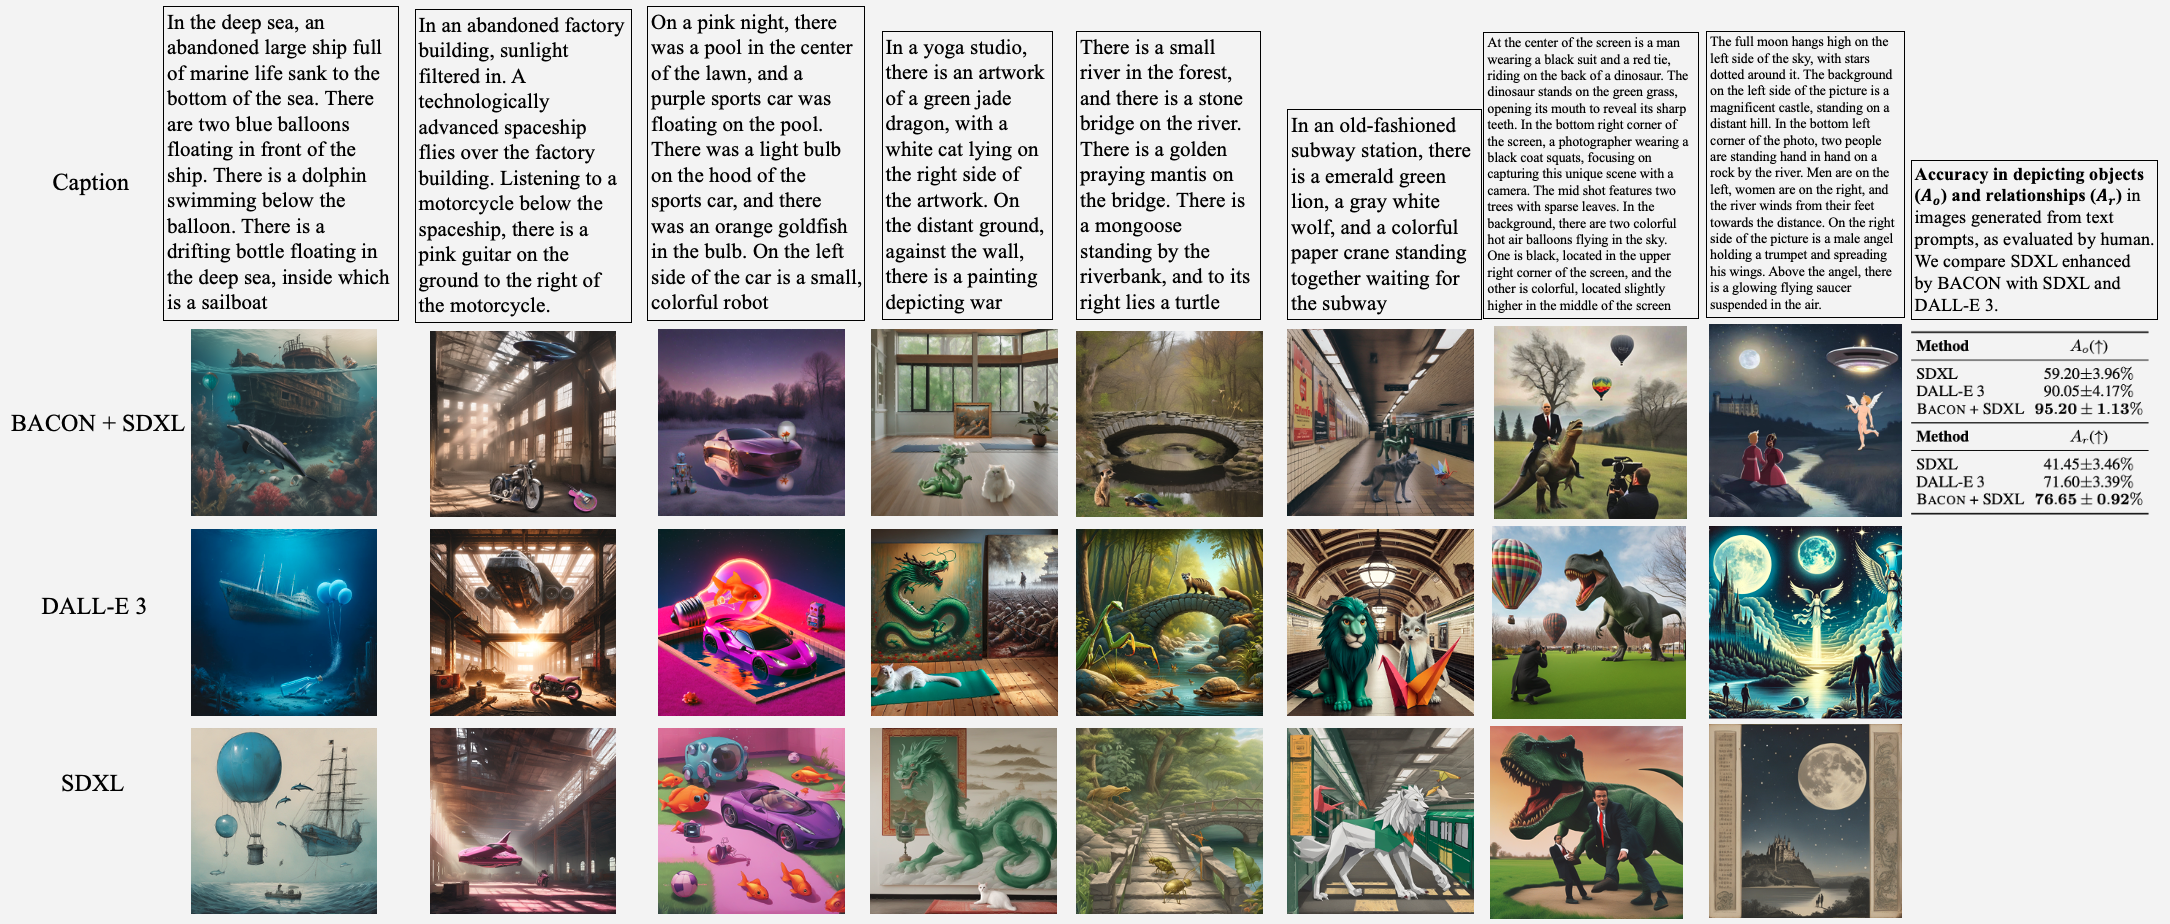 Caption
In the deep sea, an
abandoned large ship full
of marine life sank to the
bottom of the sea. There
are two blue balloons
floating in front of the
ship. There is a dolphin
swimming below the
balloon. There is a
drifting bottle floating in
the deep sea, inside which
is a sailboat
In an abandoned factory
building, sunlight
filtered in. A
technologically
advanced spaceship
flies over the factory
building. Listening to a
motorcycle below the
spaceship, there is a
pink guitar on the
ground to the right of
the motorcycle.
On a pink night, there
was a pool in the center
of the lawn, and a
purple sports car was
floating on the pool.
There was a light bulb
on the hood of the
sports car, and there
was an orange goldfish
in the bulb. On the left
side of the car is a small,
colorful robot
In a yoga studio,
there is an artwork
of a green jade
dragon, with a
white cat lying on
the right side of
the artwork. On
the distant ground,
against the wall,
there is a painting
depicting war
There is a small
river in the forest,
and there is a stone
bridge on the river.
There is a golden
praying mantis on
the bridge. There is
a mongoose
standing by the
riverbank, and to its
right lies a turtle
In an old-fashioned
subway station, there
is a emerald green
lion, a gray white
wolf, and a colorful
paper crane standing
together waiting for
the subway
At the center of the screen is a man
wearing a black suit and a red tie,
riding on the back of a dinosaur. The
dinosaur stands on the green grass,
opening its mouth to reveal its sharp
teeth. In the bottom right corner of
the screen, a photographer wearing a
black coat squats, focusing on
capturing this unique scene with a
camera. The mid shot features two
trees with sparse leaves. In the
background, there are two colorful
hot air balloons flying in the sky.
One is black, located in the upper
right corner of the screen, and the
other is colorful, located slightly
higher in the middle of the screen
The full moon hangs high on the
left side of the sky, with stars
dotted around it. The background
on the left side of the picture is a
magnificent castle, standing on a
distant hill. In the bottom left
corner of the photo, two people
are standing hand in hand on a
rock by the river. Men are on the
left, women are on the right, and
the river winds from their feet
towards the distance. On the right
side of the picture is a male angel
holding a trumpet and spreading
his wings. Above the angel, there
is a glowing flying saucer
suspended in the air.
Accuracy in depicting objects
(Aₒ) and relationships (Aᵣ) in
images generated from text
prompts, as evaluated by human.
We compare SDXL enhanced
by BACON with SDXL and
DALL-E 3.
BACON + SDXL
Method Aₒ(↑)
SDXL 59.20±3.96%
DALL-E 3 90.05±4.17%
BACON + SDXL 95.20 ± 1.13%
Method Aᵣ(↑)
SDXL 41.45±3.46%
DALL-E 3 71.60±3.39%
BACON + SDXL 76.65 ± 0.92%
DALL-E 3
SDXL